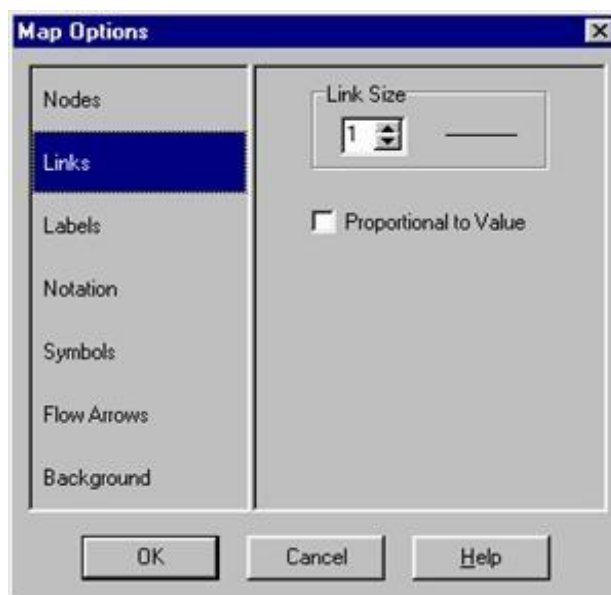 Map Options
Nodes
Links
Labels
Notation
Symbols
Flow Arrows
Background
Link Size
1
Proportional to Value
OK
Cancel
Help